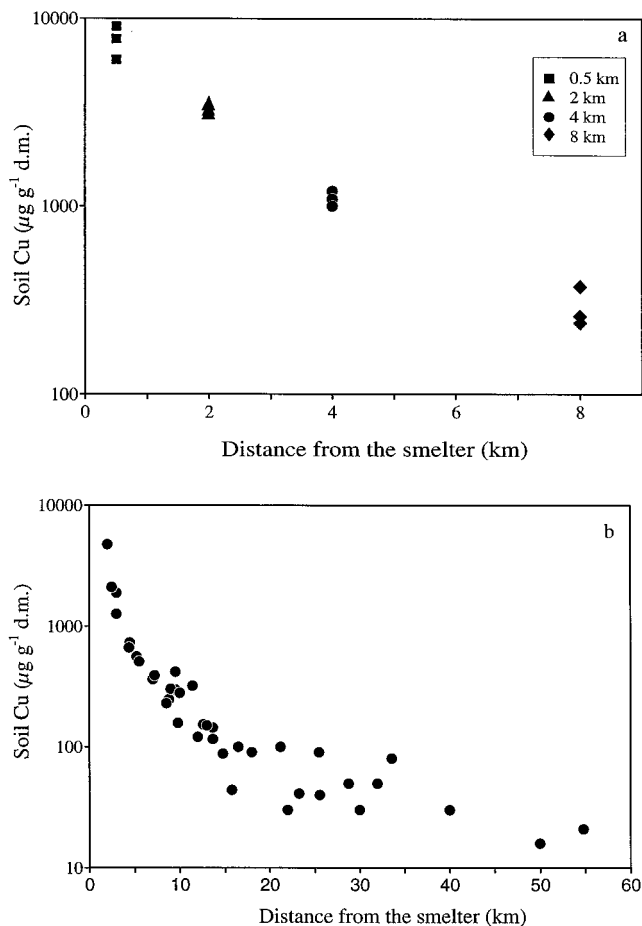 10000
a
0.5 km
2 km
4 km
8 km
Soil Cu (µg g⁻¹ d.m.)
1000
100
0
2
4
6
8
Distance from the smelter (km)
10000
b
Soil Cu (µg g⁻¹ d.m.)
1000
100
10
0
10
20
30
40
50
60
Distance from the smelter (km)